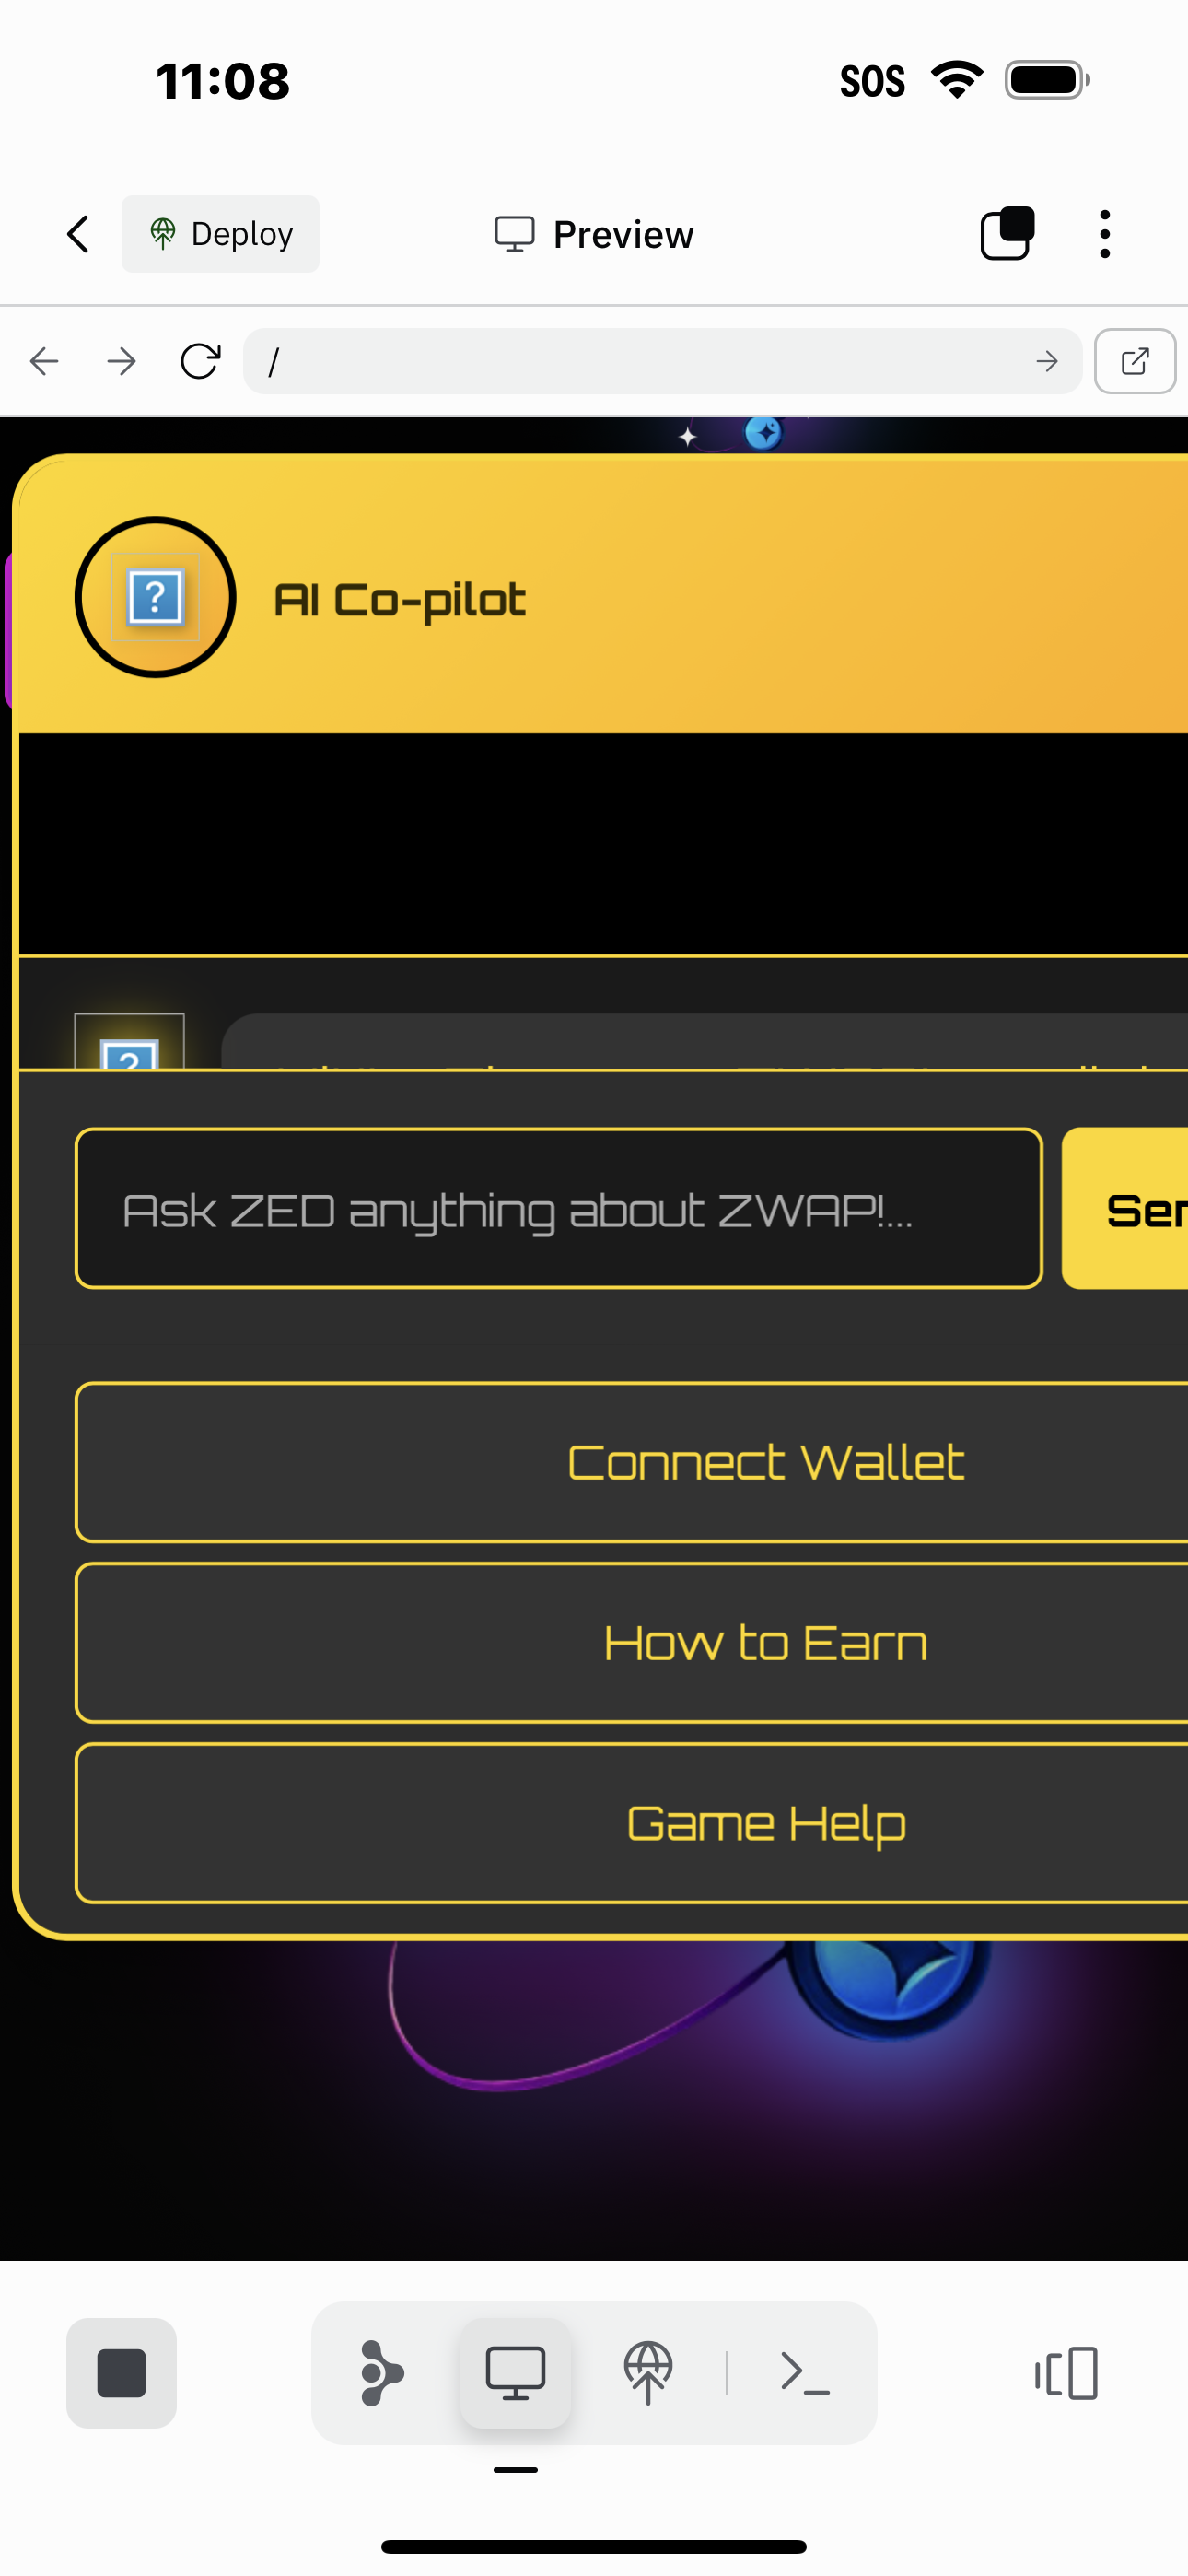 11:08
SOS
Deploy
Preview
/
AI Co-pilot
Ask ZED anything about ZWAP!...
Connect Wallet
How to Earn
Game Help